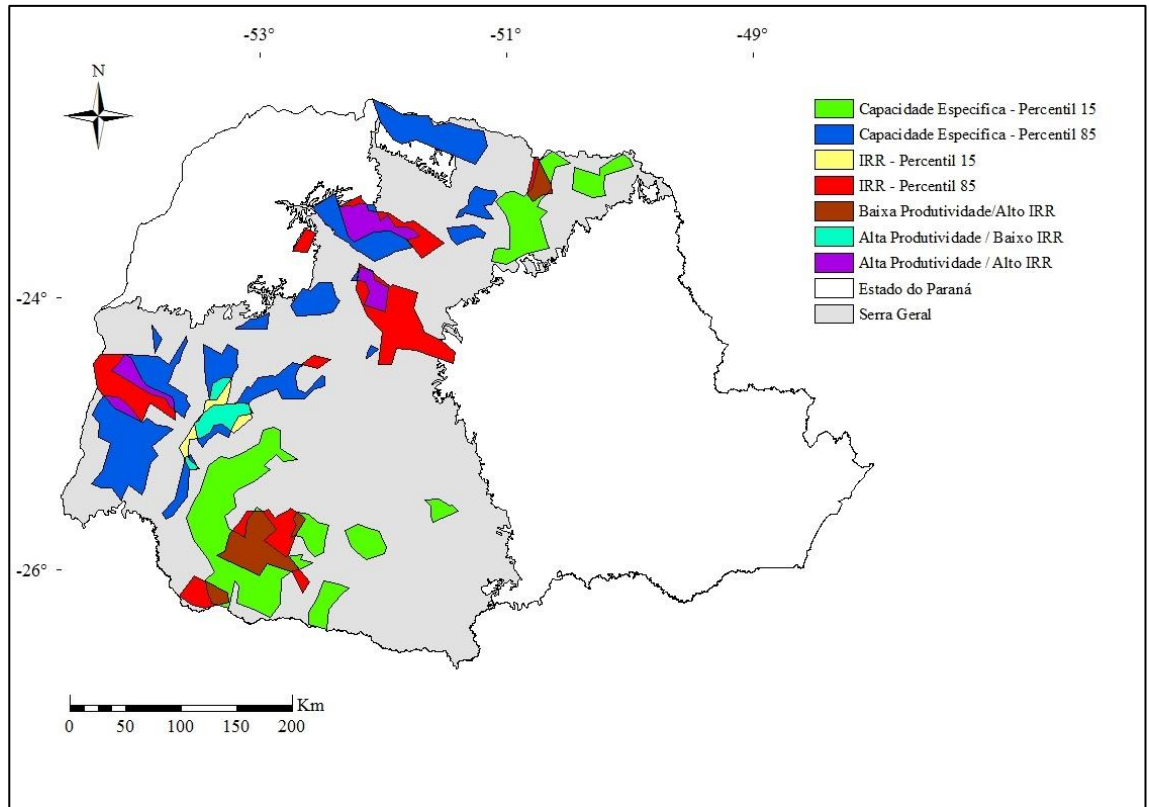 -53° -51° -49°
N
Capacidade Especifica - Percentil 15
Capacidade Especifica - Percentil 85
IRR - Percentil 15
IRR - Percentil 85
Baixa Produtividade/Alto IRR
Alta Produtividade / Baixo IRR
Alta Produtividade / Alto IRR
Estado do Paraná
Serra Geral
-24°
-26°
Km
0 50 100 150 200